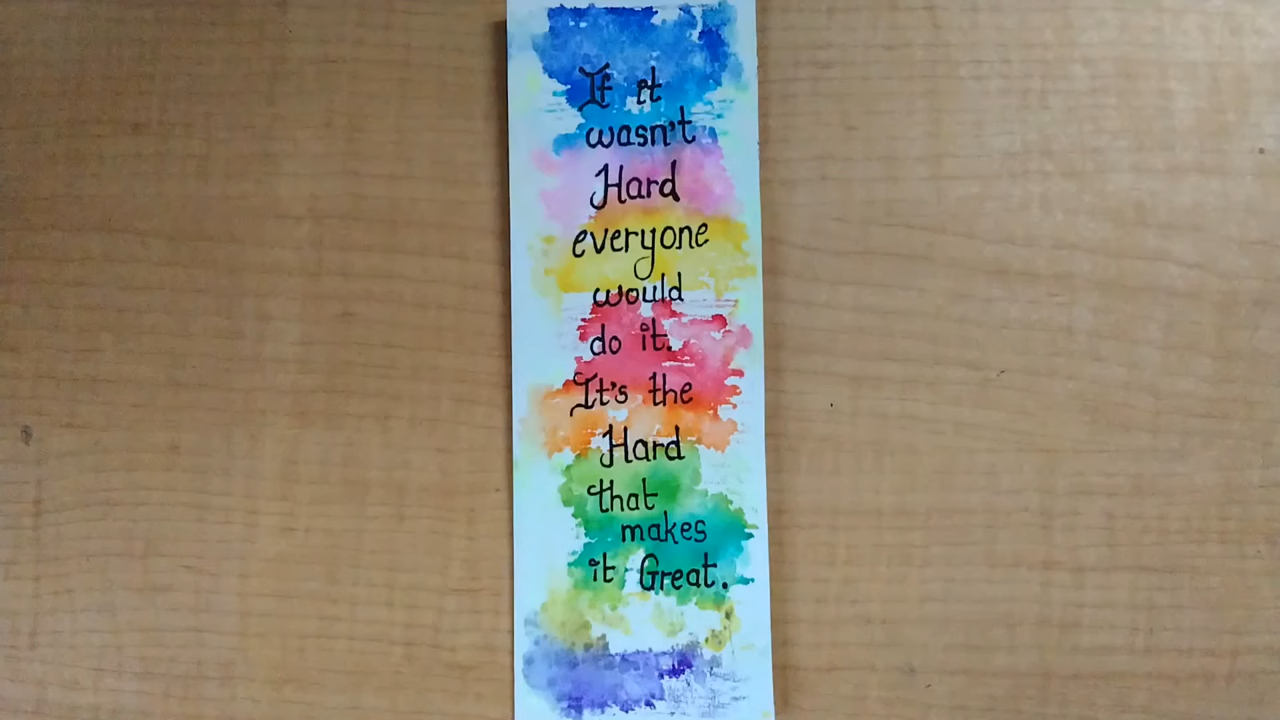 If it
wasn't
Hard
everyone
would
do it.
It's the
Hard
that
makes
it Great.